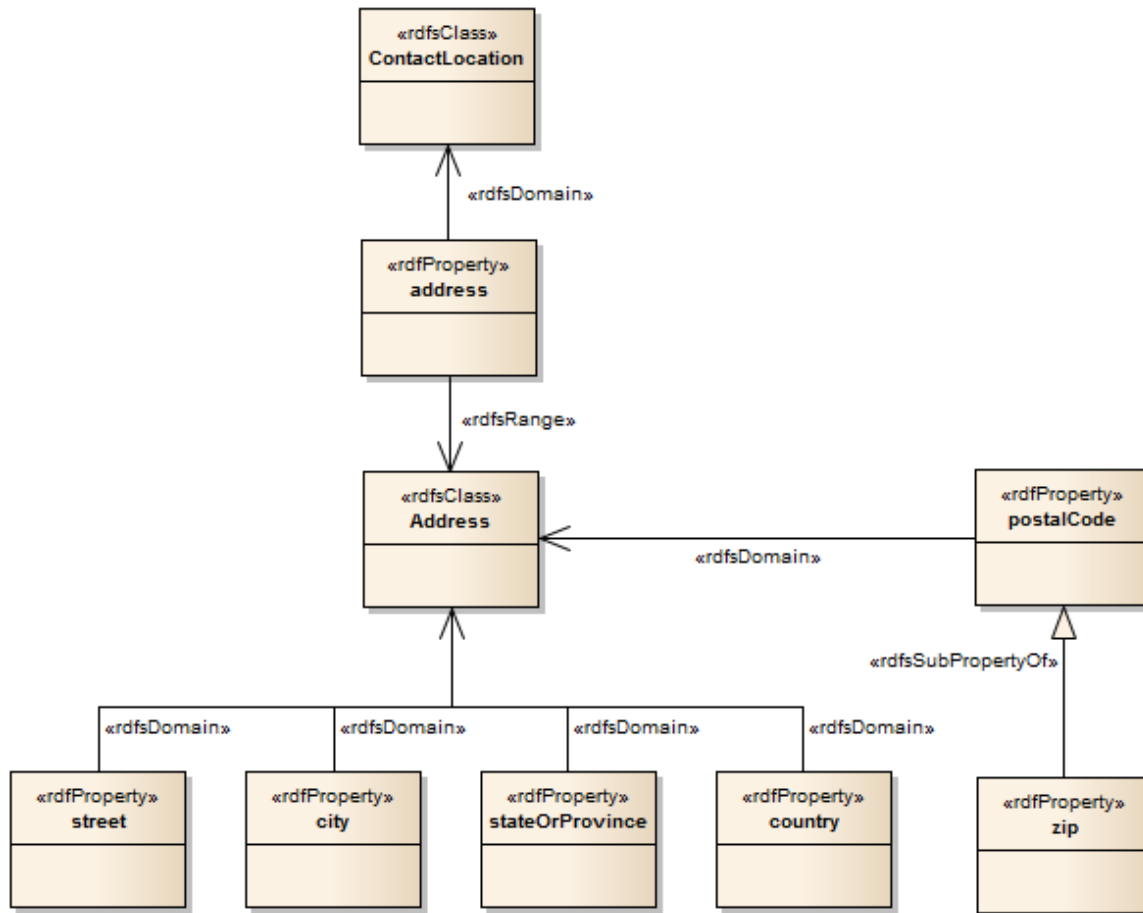 «rdfsClass»
ContactLocation
«rdfsDomain»
«rdfProperty»
address
«rdfsRange»
«rdfsClass»
Address
«rdfProperty»
postalCode
«rdfsDomain»
«rdfsSubPropertyOf»
«rdfsDomain» «rdfsDomain» «rdfsDomain» «rdfsDomain»
«rdfProperty»
street
«rdfProperty»
city
«rdfProperty»
stateOrProvince
«rdfProperty»
country
«rdfProperty»
zip